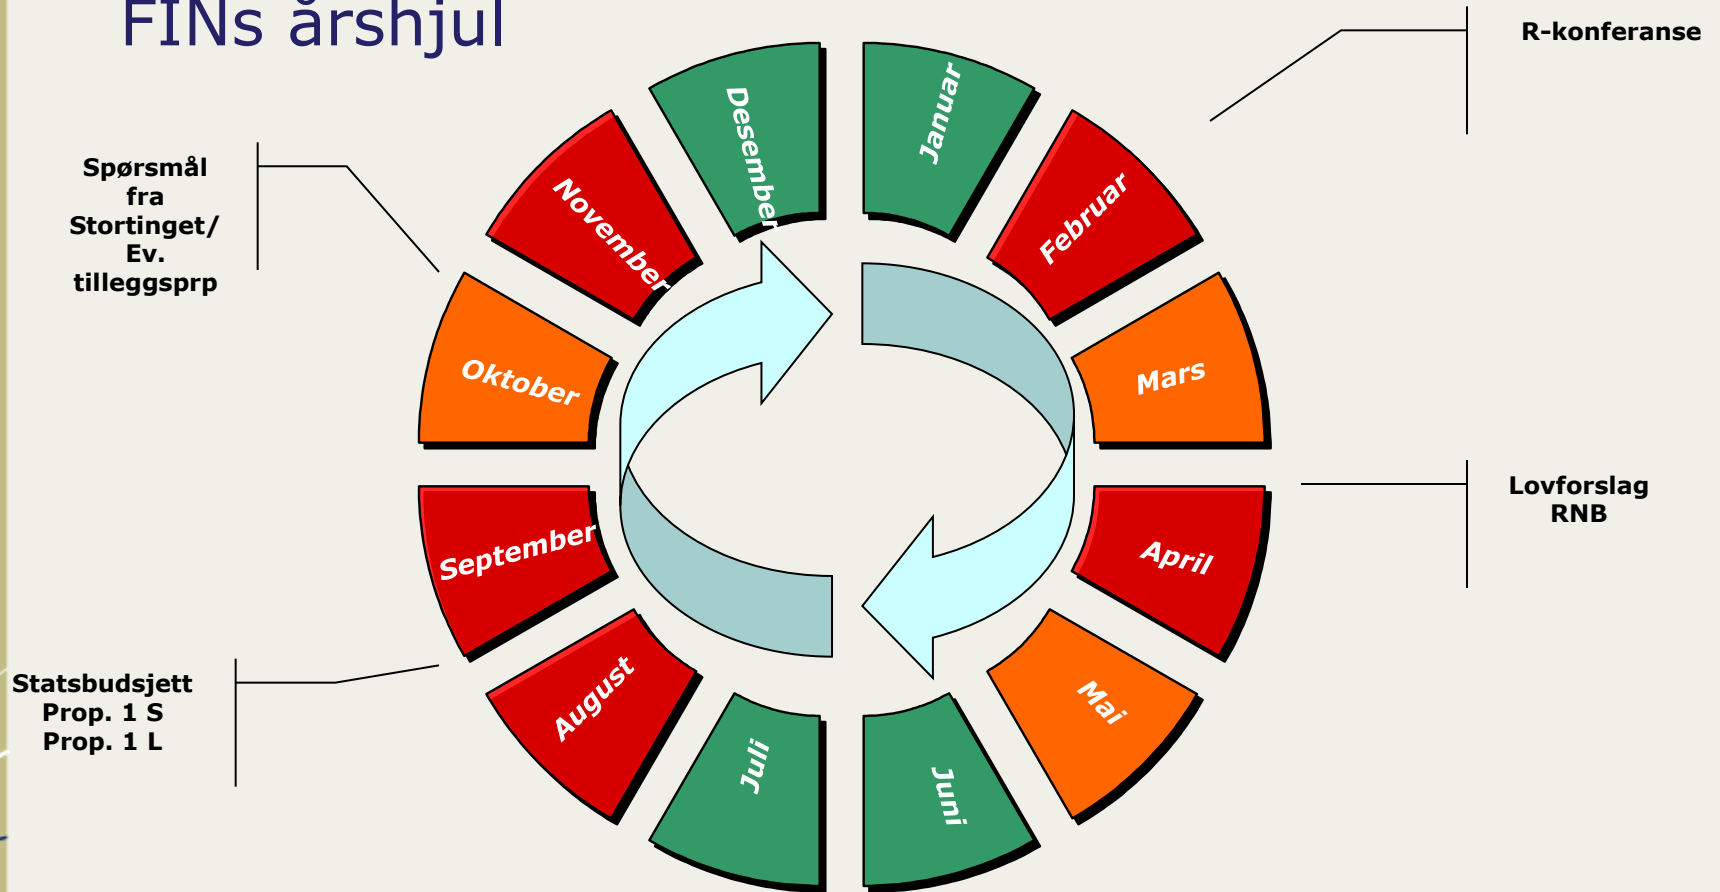 FINs årshjul
R-konferanse
Januar
Februar
Mars
April
Mai
Juni
Juli
August
September
Oktober
November
Desember
Lovforslag
RNB
Statsbudsjett
Prop. 1 S
Prop. 1 L
Spørsmål
fra
Stortinget/
Ev.
tilleggsprp